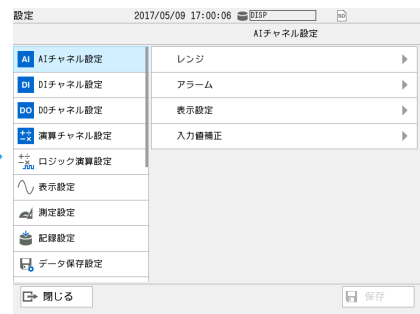 設定 2017/05/09 17:00:06 DISP SD
AIチャネル設定
AI AIチャネル設定
DI DIチャネル設定
DO DOチャネル設定
演算チャネル設定
ロジック演算設定
表示設定
測定設定
記録設定
データ保存設定
レンジ
アラーム
表示設定
入力値補正
閉じる
保存